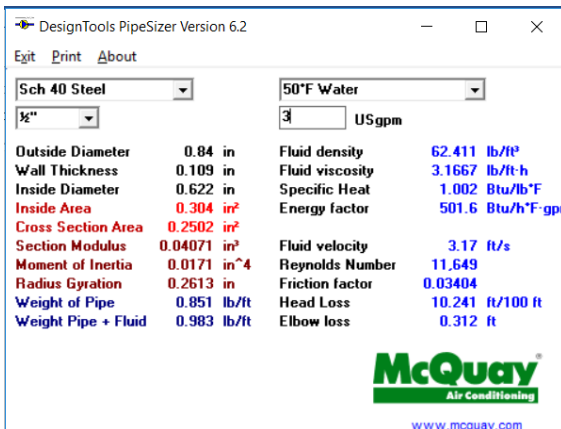 DesignTools PipeSizer Version 6.2
Exit Print About
Sch 40 Steel 50°F Water
½" 3 USgpm
Outside Diameter 0.84 in Fluid density 62.411 lb/ft³
Wall Thickness 0.109 in Fluid viscosity 3.1667 lb/ft·h
Inside Diameter 0.622 in Specific Heat 1.002 Btu/lb°F
Inside Area 0.304 in² Energy factor 501.6 Btu/h°F·gp
Cross Section Area 0.2502 in²
Section Modulus 0.04071 in³ Fluid velocity 3.17 ft/s
Moment of Inertia 0.0171 in^4 Reynolds Number 11,649
Radius Gyration 0.2613 in Friction factor 0.03404
Weight of Pipe 0.851 lb/ft Head Loss 10.241 ft/100 ft
Weight Pipe + Fluid 0.983 lb/ft Elbow loss 0.312 ft
McQuay®
Air Conditioning
www.mcquay.com